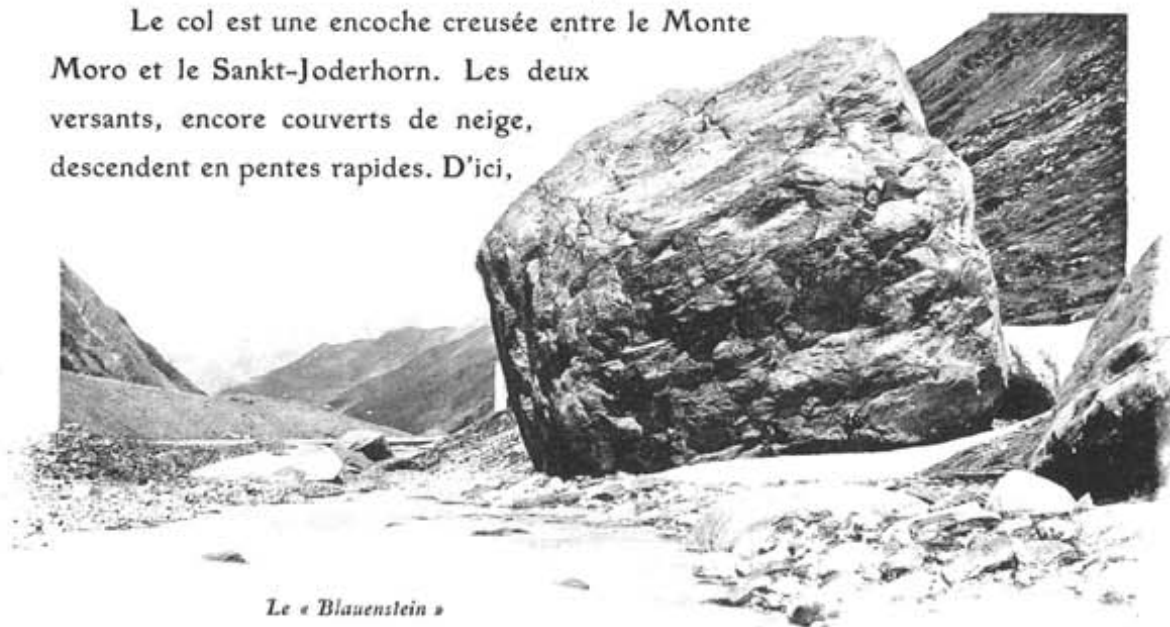 Le col est une encoche creusée entre le Monte
Moro et le Sankt-Joderhorn. Les deux
versants, encore couverts de neige,
descendent en pentes rapides. D'ici,
Le « Blauenstein »